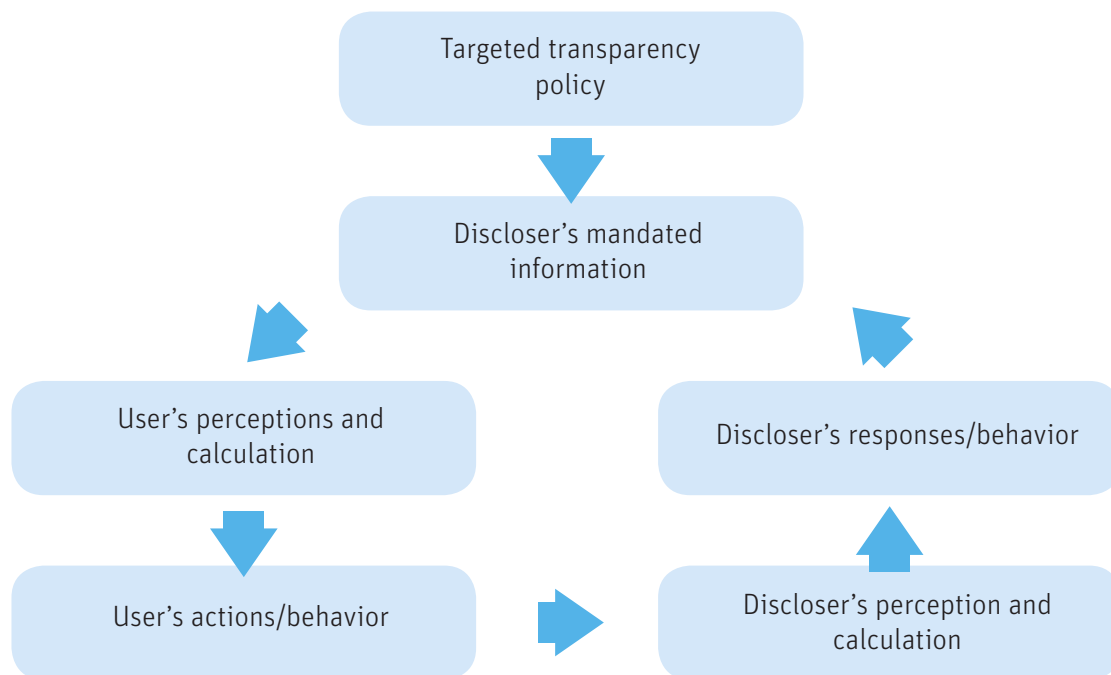 Targeted transparency
policy
Discloser’s mandated
information
User’s perceptions and
calculation
Discloser’s responses/behavior
User’s actions/behavior
Discloser’s perception and
calculation